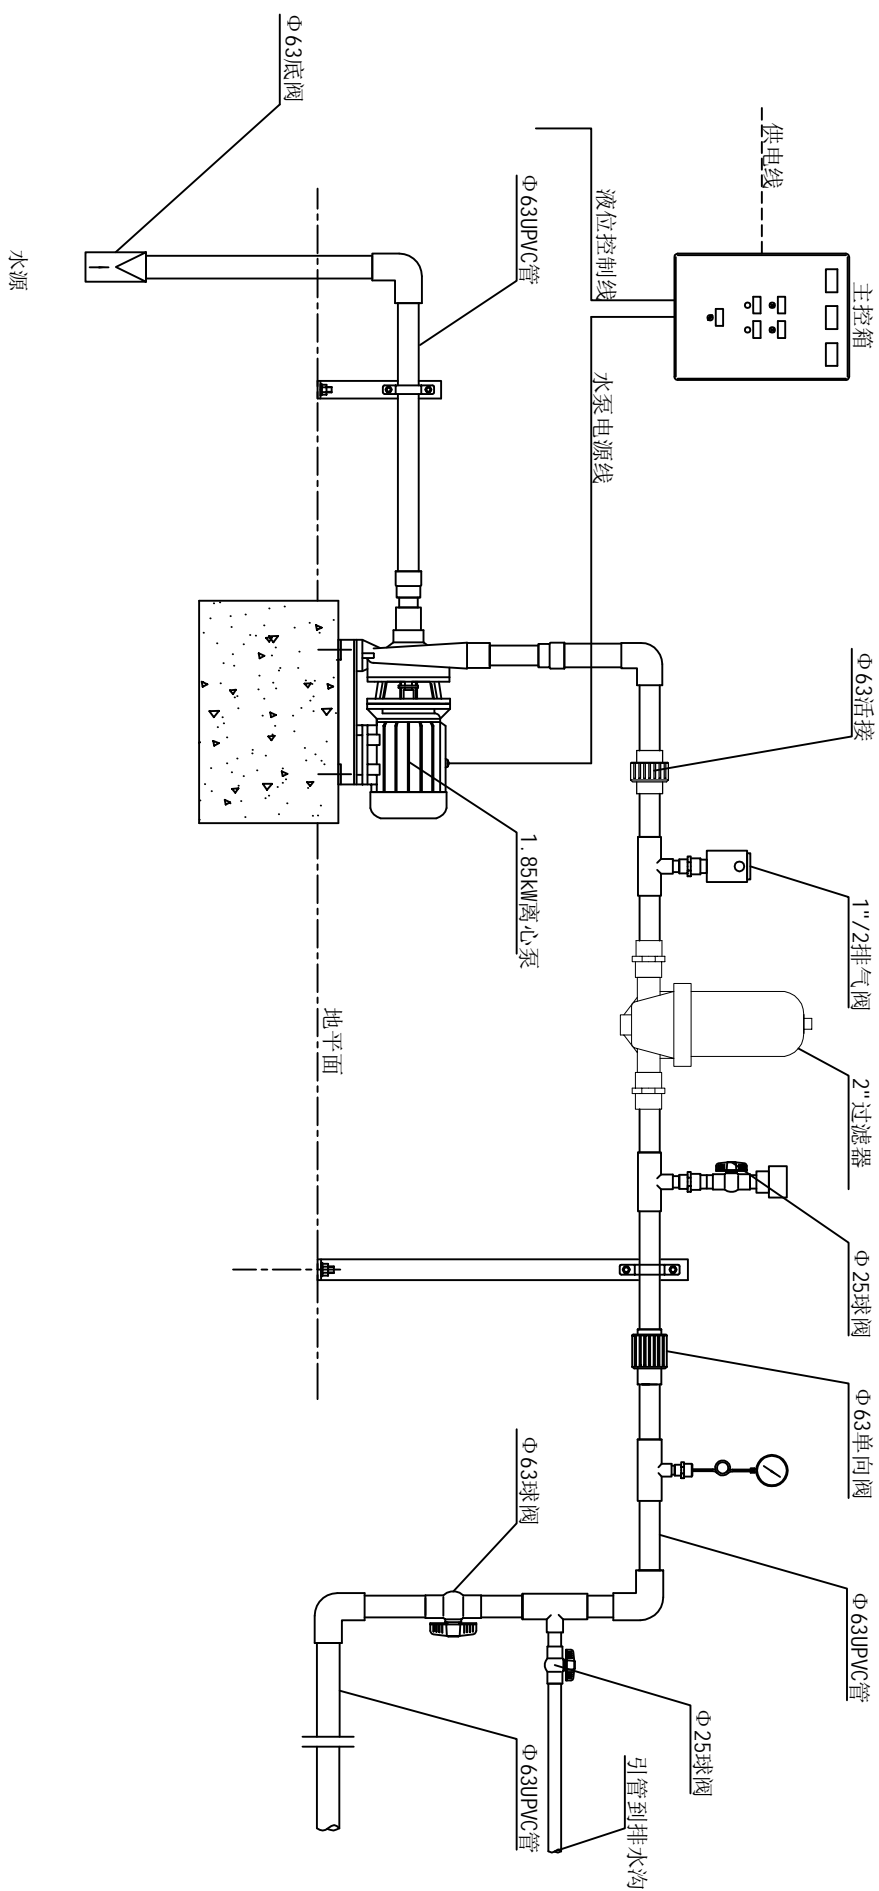 主控箱
供电线
Φ63活接
1"/2排气阀
2"过滤器
Φ25球阀
Φ63单向阀
Φ63UPVC管
Φ25球阀
液位控制线
水泵电源线
引管到排水沟
Φ63UPVC管
1.85kW离心泵
Φ63球阀
Φ63UPVC管
地平面
Φ63底阀
水源